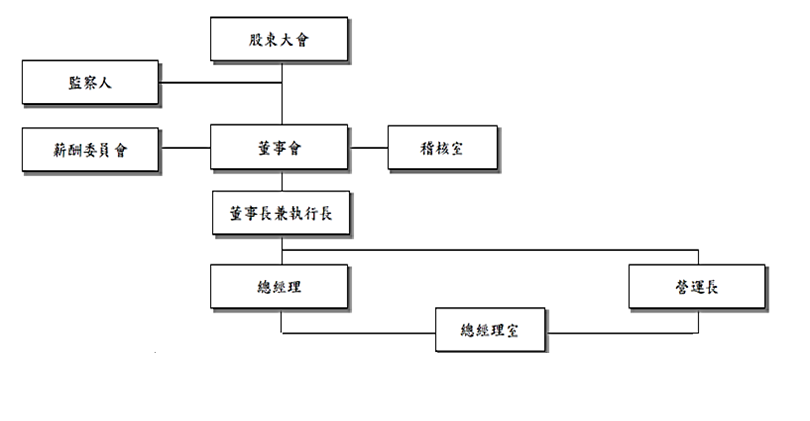 股東大會
監察人
薪酬委員會
董事會
稽核室
董事長兼執行長
總經理
營運長
總經理室